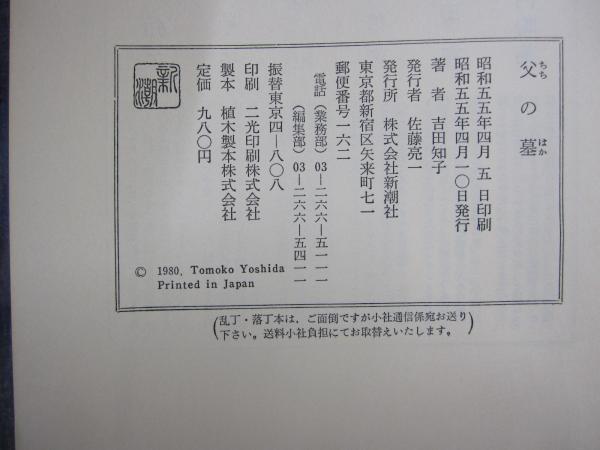 父の墓
ちち
はか
昭和五五年四月 五 日印刷
昭和五五年四月一〇日発行
著 者 吉田知子
発行者 佐藤亮一
発行所 株式会社新潮社
東京都新宿区矢来町七一
郵便番号一六二
電話(業務部)03―二六六―五一一一
(編集部)03―二六六―五四一一
振替東京四―八〇八
印刷 二光印刷株式会社
製本 植木製本株式会社
定価 九八〇円
新潮
© 1980, Tomoko Yoshida
Printed in Japan
(乱丁・落丁本は、ご面倒ですが小社通信係宛お送り
下さい。送料小社負担にてお取替えいたします。)